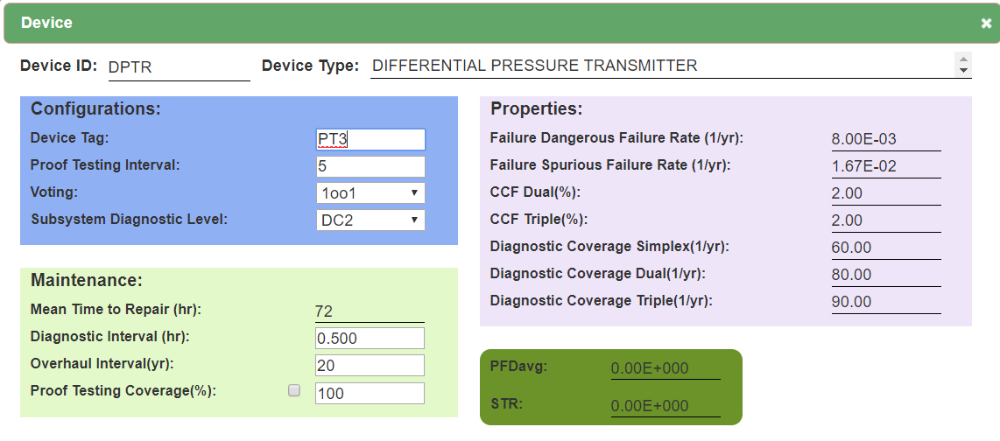 Device
Device ID: DPTR Device Type: DIFFERENTIAL PRESSURE TRANSMITTER
Configurations:
Device Tag: PT3
Proof Testing Interval: 5
Voting: 1oo1
Subsystem Diagnostic Level: DC2
Maintenance:
Mean Time to Repair (hr): 72
Diagnostic Interval (hr): 0.500
Overhaul Interval(yr): 20
Proof Testing Coverage(%): 100
Properties:
Failure Dangerous Failure Rate (1/yr): 8.00E-03
Failure Spurious Failure Rate (1/yr): 1.67E-02
CCF Dual(%): 2.00
CCF Triple(%): 2.00
Diagnostic Coverage Simplex(1/yr): 60.00
Diagnostic Coverage Dual(1/yr): 80.00
Diagnostic Coverage Triple(1/yr): 90.00
PFDavg: 0.00E+000
STR: 0.00E+000